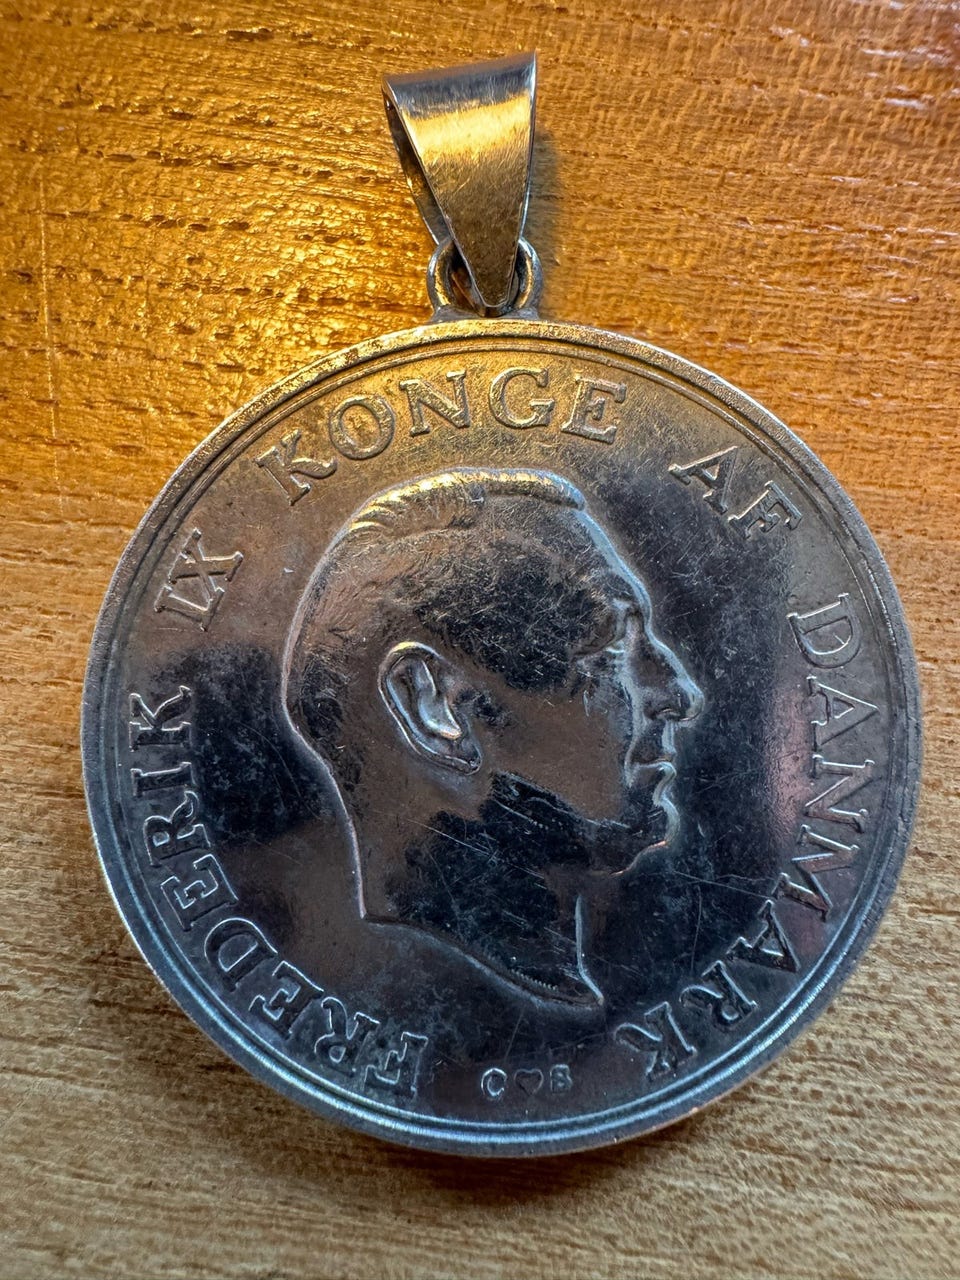 FREDERIK IX KONGE AF DANMARK
C♥S